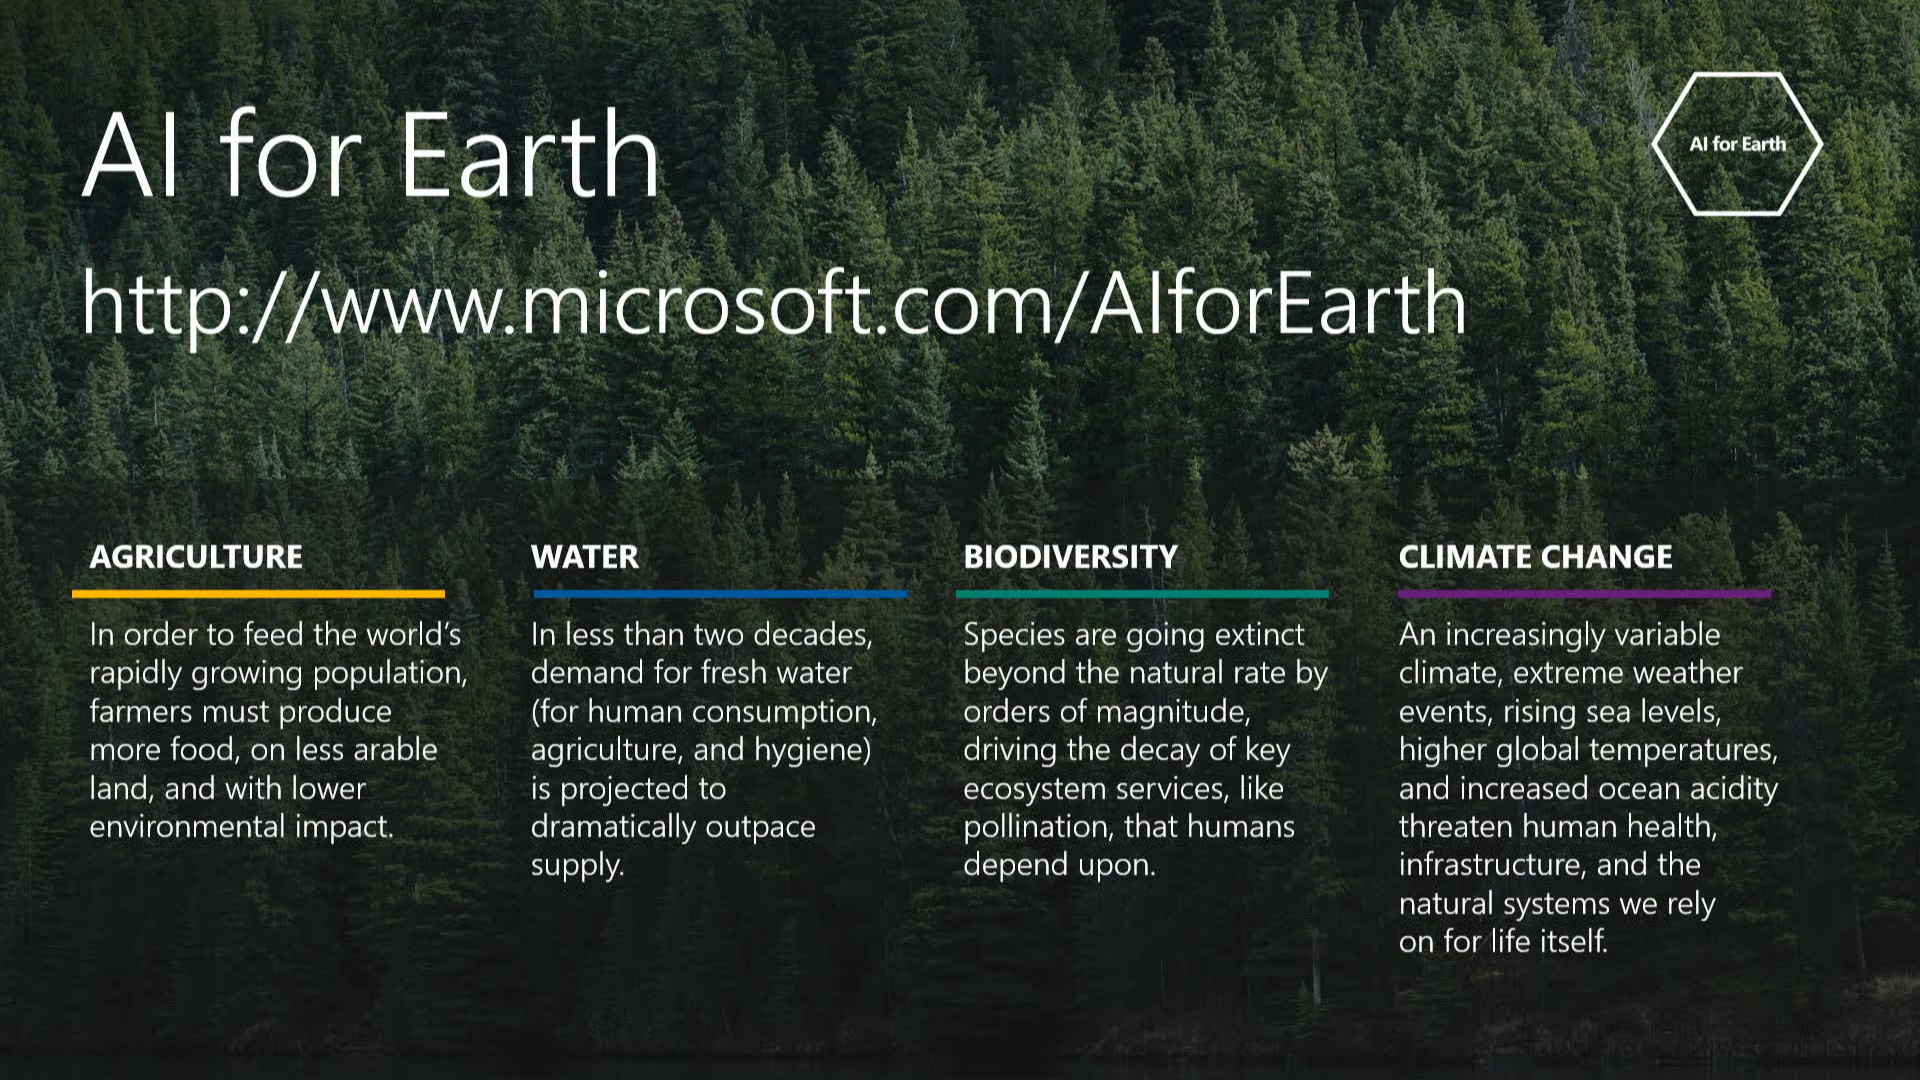 AI for Earth
AI for Earth
http://www.microsoft.com/AIforEarth
AGRICULTURE
In order to feed the world’s
rapidly growing population,
farmers must produce
more food, on less arable
land, and with lower
environmental impact.
WATER
In less than two decades,
demand for fresh water
(for human consumption,
agriculture, and hygiene)
is projected to
dramatically outpace
supply.
BIODIVERSITY
Species are going extinct
beyond the natural rate by
orders of magnitude,
driving the decay of key
ecosystem services, like
pollination, that humans
depend upon.
CLIMATE CHANGE
An increasingly variable
climate, extreme weather
events, rising sea levels,
higher global temperatures,
and increased ocean acidity
threaten human health,
infrastructure, and the
natural systems we rely
on for life itself.